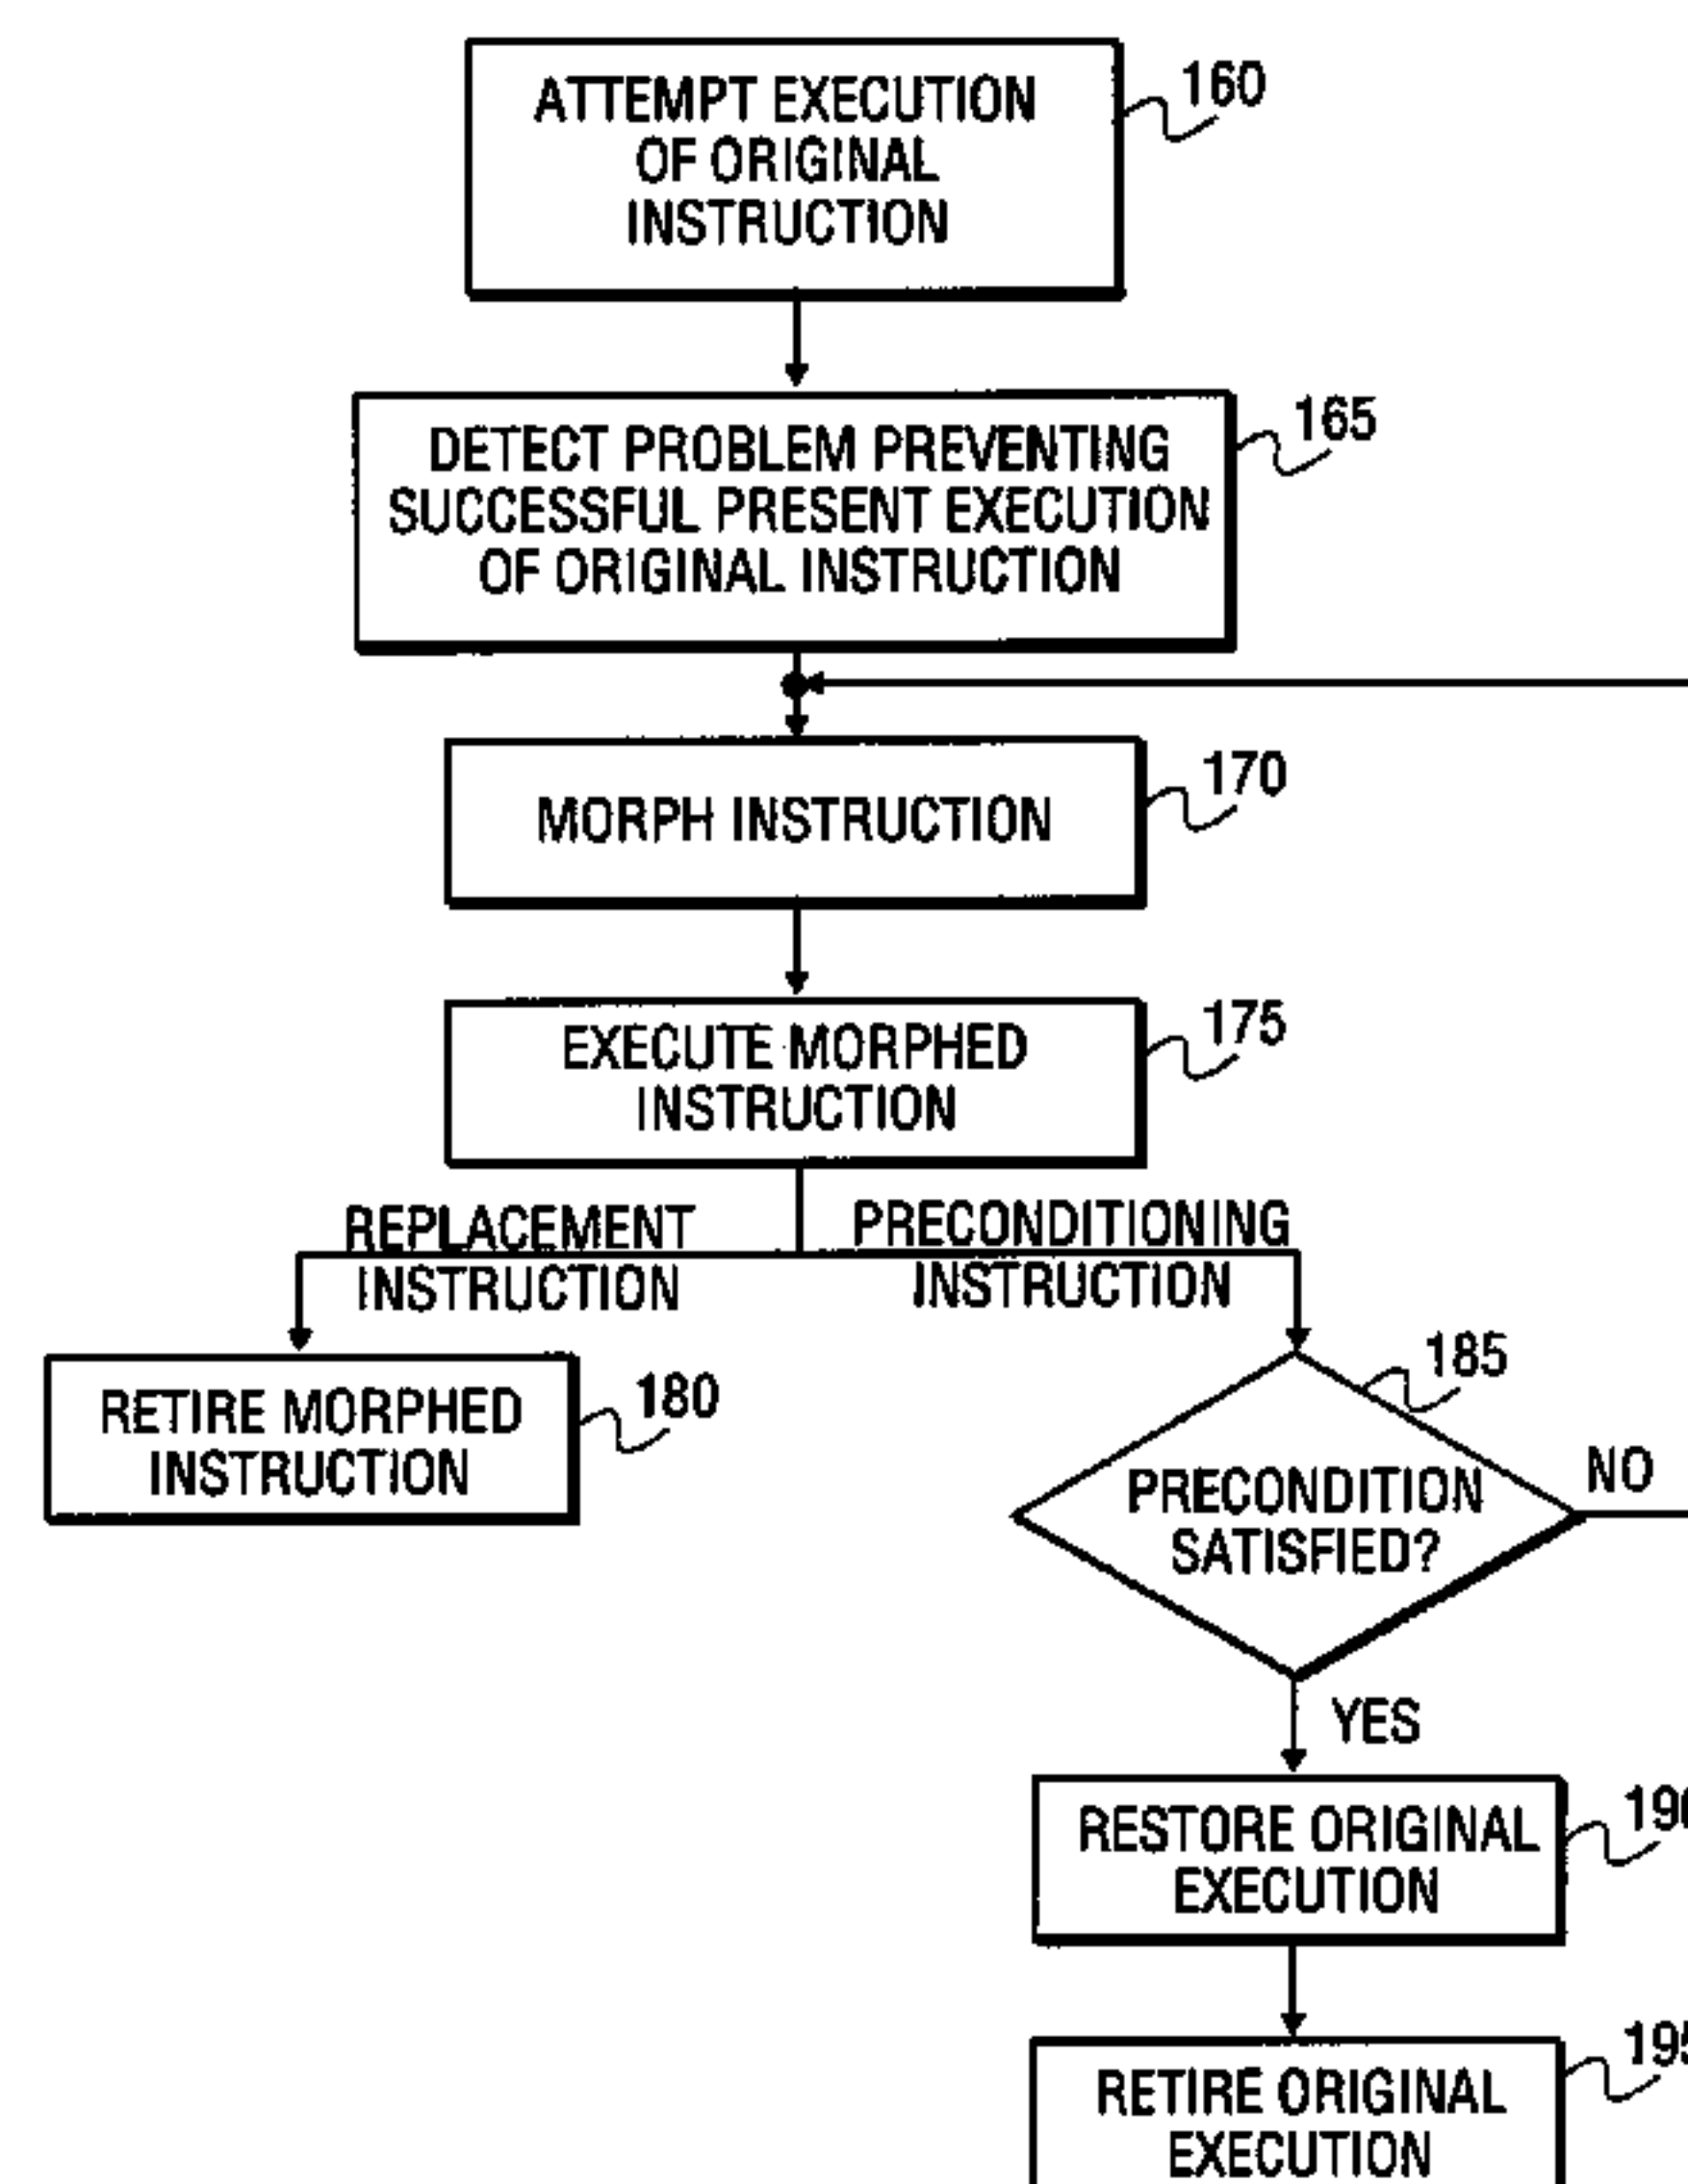 ATTEMPT EXECUTION
OF ORIGINAL
INSTRUCTION
160
DETECT PROBLEM PREVENTING
SUCCESSFUL PRESENT EXECUTION
OF ORIGINAL INSTRUCTION
165
MORPH INSTRUCTION
170
EXECUTE MORPHED
INSTRUCTION
175
REPLACEMENT
INSTRUCTION
PRECONDITIONING
INSTRUCTION
RETIRE MORPHED
INSTRUCTION
180
185
PRECONDITION
SATISFIED?
NO
YES
RESTORE ORIGINAL
EXECUTION
190
RETIRE ORIGINAL
EXECUTION
195